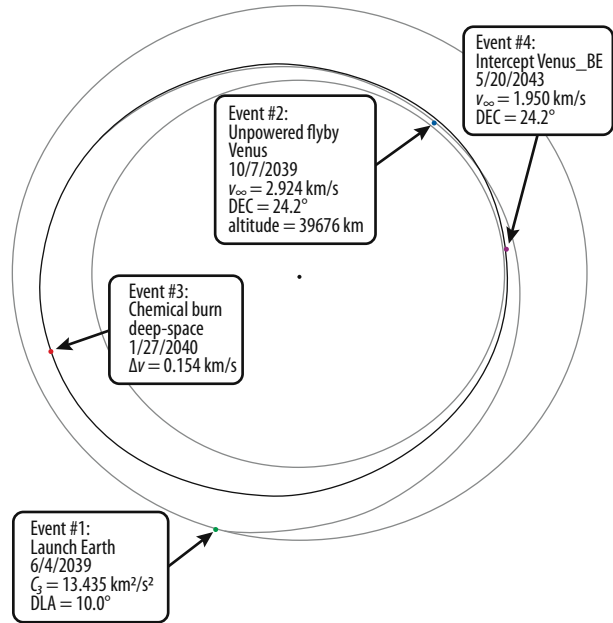 Event #4:
Intercept Venus_BE
5/20/2043
v∞ = 1.950 km/s
DEC = 24.2°
Event #2:
Unpowered flyby
Venus
10/7/2039
v∞ = 2.924 km/s
DEC = 24.2°
altitude = 39676 km
Event #3:
Chemical burn
deep-space
1/27/2040
Δv = 0.154 km/s
Event #1:
Launch Earth
6/4/2039
C₃ = 13.435 km²/s²
DLA = 10.0°